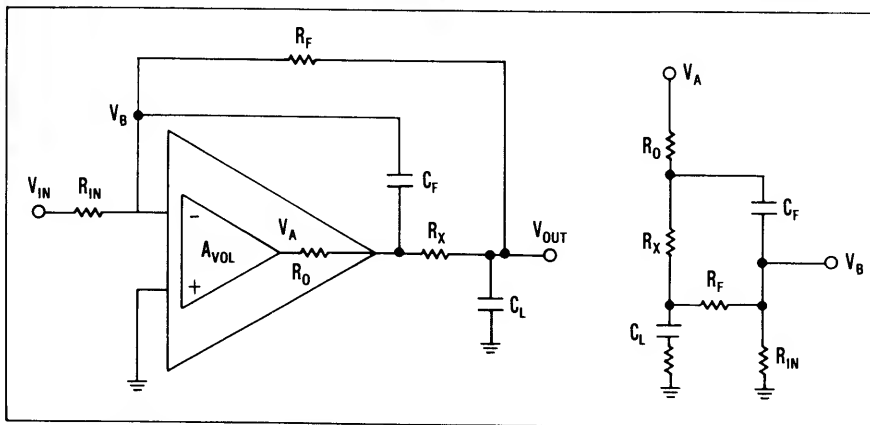 R_F
V_B
V_IN
R_IN
−
A_VOL
+
V_A
R_O
C_F
R_X
V_OUT
C_L
V_A
R_O
C_F
R_X
R_F
V_B
C_L
R_IN